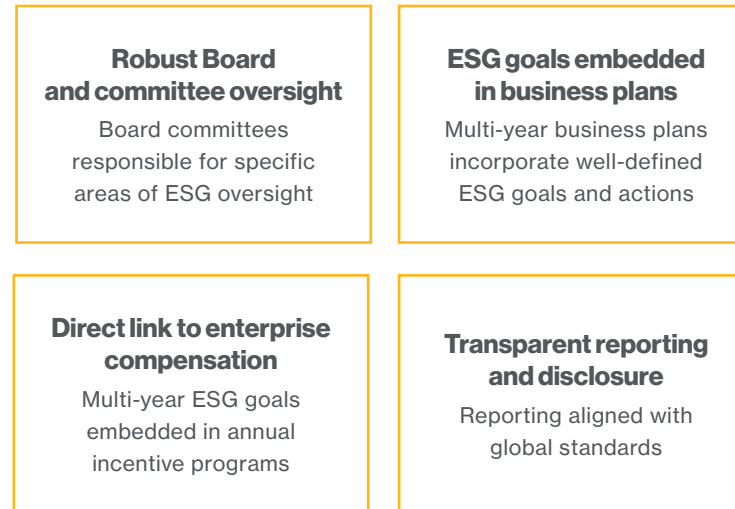 Robust Board
and committee oversight
Board committees
responsible for specific
areas of ESG oversight
ESG goals embedded
in business plans
Multi-year business plans
incorporate well-defined
ESG goals and actions
Direct link to enterprise
compensation
Multi-year ESG goals
embedded in annual
incentive programs
Transparent reporting
and disclosure
Reporting aligned with
global standards